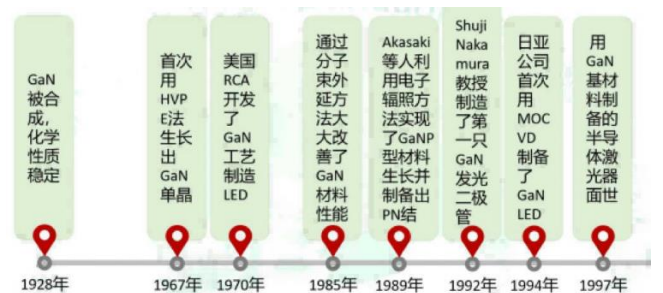 GaN
被合
成，
化学
性质
稳定
首次
用
HVP
E法
生长
出
GaN
单晶
美国
RCA
开发
了
GaN
工艺
制造
LED
通过
分子
束外
延方
法大
改善了
GaN
材料
性能
Akasaki
等人利
用电子
辐照方
法实现
了GaNP
型材料
生长并
制备出
PN结
Shuji
Naka
mura
教授
制造
了第
一只
GaN
发光
二极
管
日亚
公司
首次
用
MOC
VD
制备
了
GaN
LED
用
GaN
基材
料制
备的
半导
体激
光器
面世
1928年
1967年
1970年
1985年
1989年
1992年
1994年
1997年